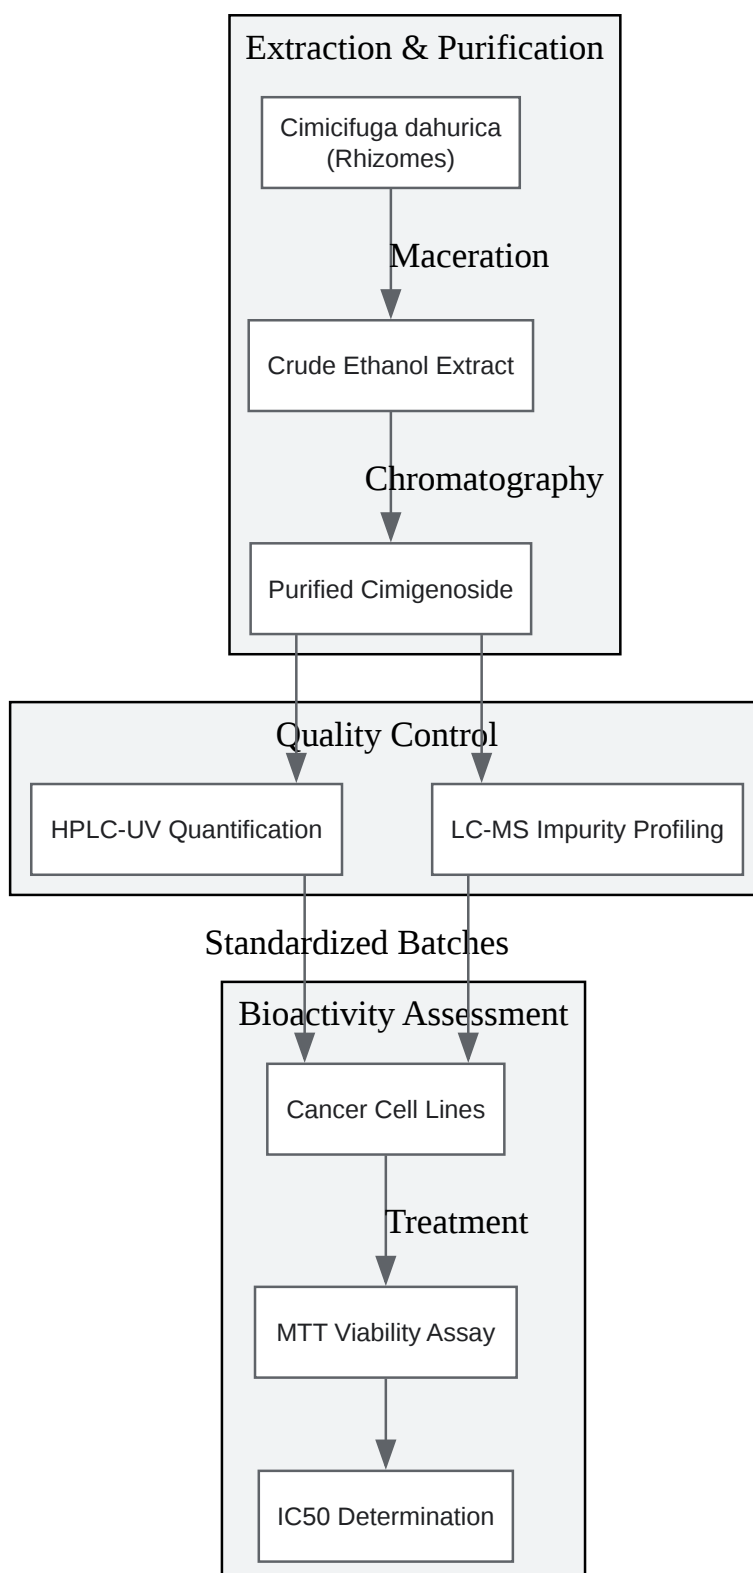 Extraction & Purification
Cimicifuga dahurica
(Rhizomes)
Maceration
Crude Ethanol Extract
Chromatography
Purified Cimigenoside
Quality Control
HPLC-UV Quantification
LC-MS Impurity Profiling
Standardized Batches
Bioactivity Assessment
Cancer Cell Lines
Treatment
MTT Viability Assay
IC50 Determination